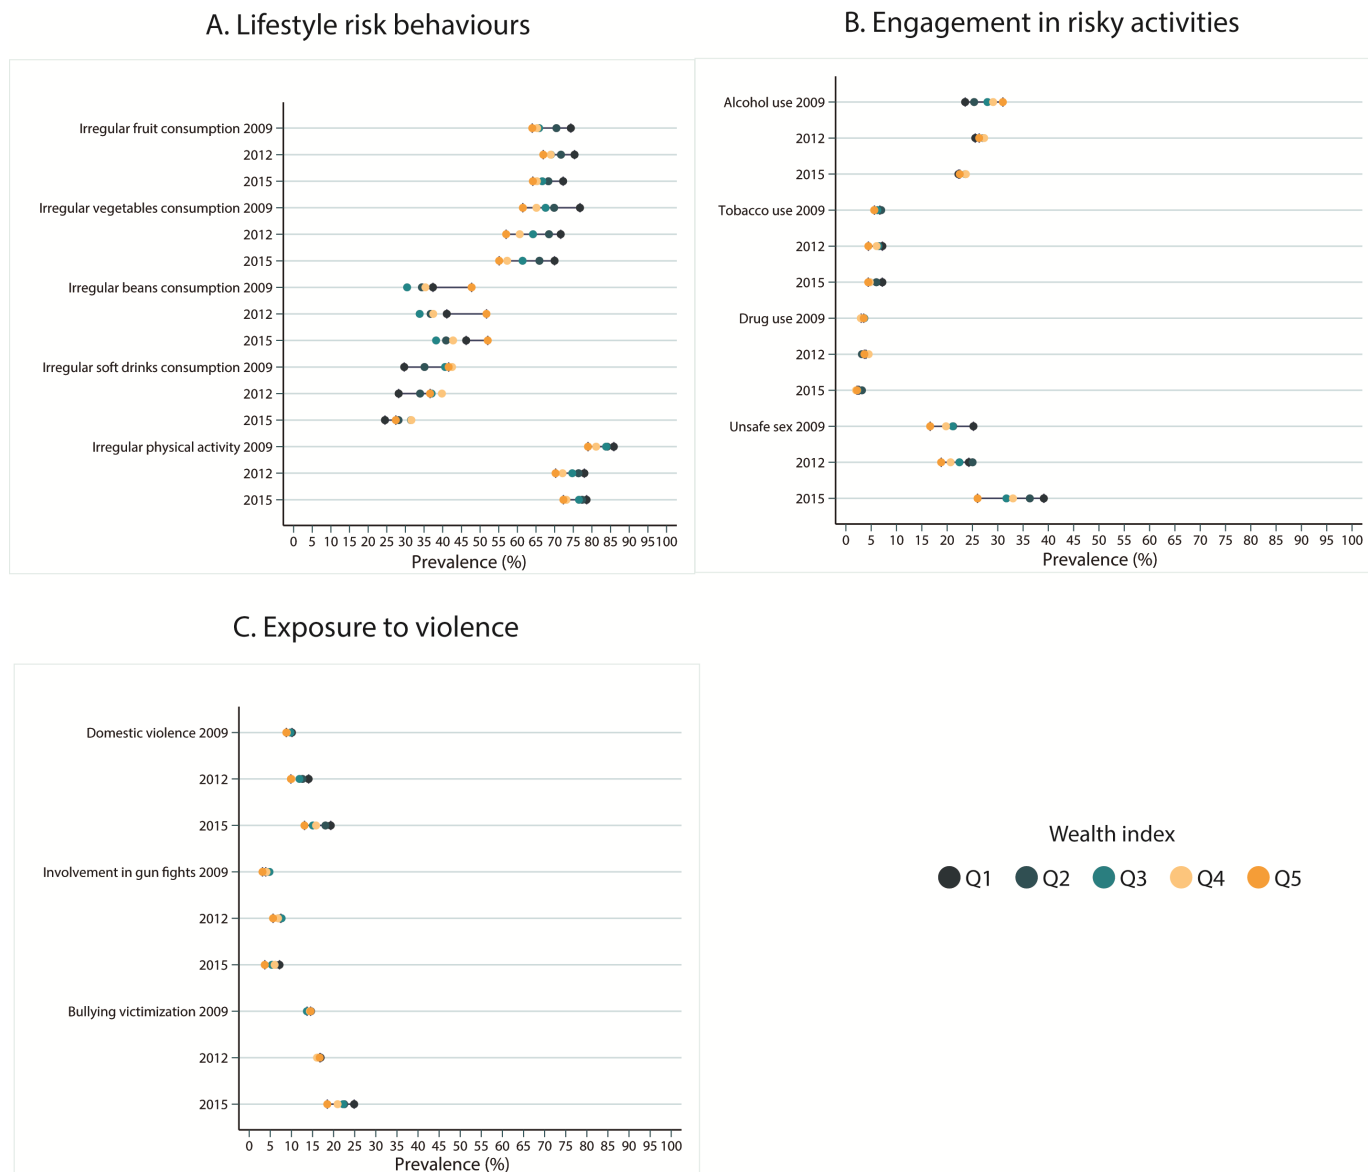 A. Lifestyle risk behaviours
Irregular fruit consumption 2009
2012
2015
Irregular vegetables consumption 2009
2012
2015
Irregular beans consumption 2009
2012
2015
Irregular soft drinks consumption 2009
2012
2015
Irregular physical activity 2009
2012
2015
0 5 10 15 20 25 30 35 40 45 50 55 60 65 70 75 80 85 90 95 100
Prevalence (%)
B. Engagement in risky activities
Alcohol use 2009
2012
2015
Tobacco use 2009
2012
2015
Drug use 2009
2012
2015
Unsafe sex 2009
2012
2015
0 5 10 15 20 25 30 35 40 45 50 55 60 65 70 75 80 85 90 95 100
Prevalence (%)
C. Exposure to violence
Domestic violence 2009
2012
2015
Involvement in gun fights 2009
2012
2015
Bullying victimization 2009
2012
2015
0 5 10 15 20 25 30 35 40 45 50 55 60 65 70 75 80 85 90 95 100
Prevalence (%)
Wealth index
Q1 Q2 Q3 Q4 Q5